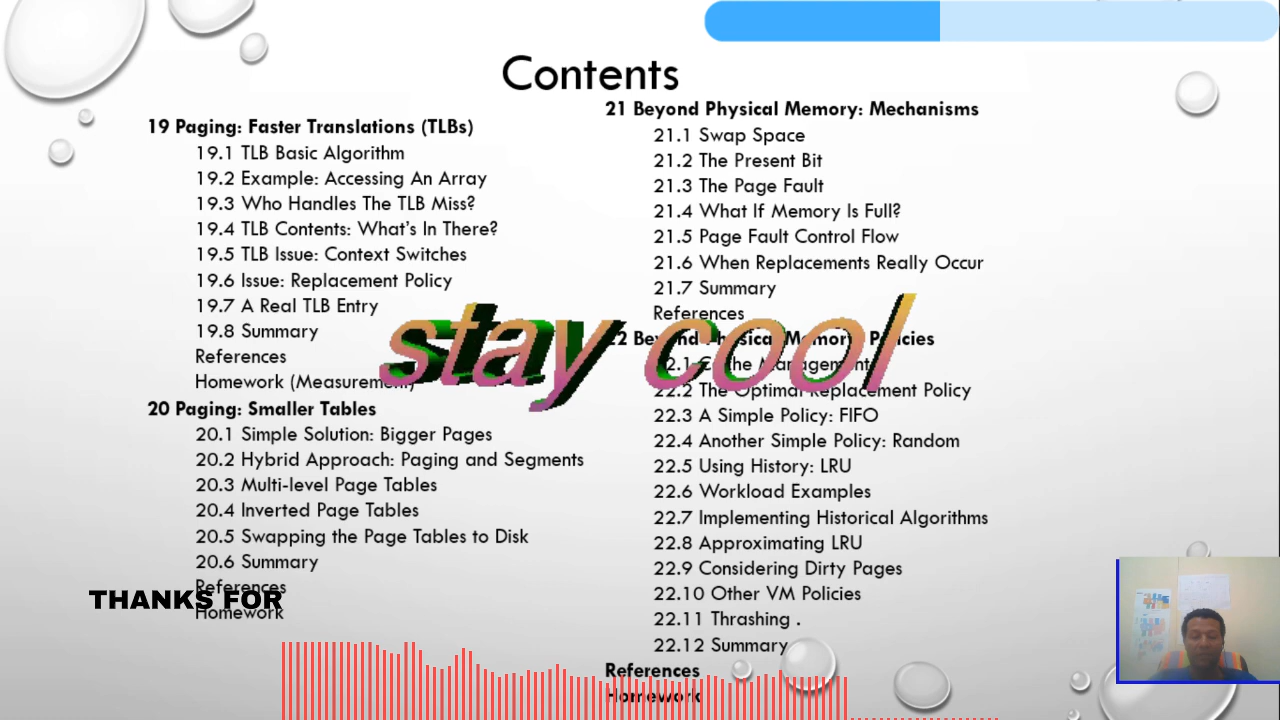 Contents
19 Paging: Faster Translations (TLBs)
19.1 TLB Basic Algorithm
19.2 Example: Accessing An Array
19.3 Who Handles The TLB Miss?
19.4 TLB Contents: What's In There?
19.5 TLB Issue: Context Switches
19.6 Issue: Replacement Policy
19.7 A Real TLB Entry
19.8 Summary
References
Homework (Measurement)
20 Paging: Smaller Tables
20.1 Simple Solution: Bigger Pages
20.2 Hybrid Approach: Paging and Segments
20.3 Multi-level Page Tables
20.4 Inverted Page Tables
20.5 Swapping the Page Tables to Disk
20.6 Summary
References
Homework
21 Beyond Physical Memory: Mechanisms
21.1 Swap Space
21.2 The Present Bit
21.3 The Page Fault
21.4 What If Memory Is Full?
21.5 Page Fault Control Flow
21.6 When Replacements Really Occur
21.7 Summary
References
22 Beyond Physical Memory: Policies
22.1 Cache Management
22.2 The Optimal Replacement Policy
22.3 A Simple Policy: FIFO
22.4 Another Simple Policy: Random
22.5 Using History: LRU
22.6 Workload Examples
22.7 Implementing Historical Algorithms
22.8 Approximating LRU
22.9 Considering Dirty Pages
22.10 Other VM Policies
22.11 Thrashing .
22.12 Summary
References
Homework
stay cool
THANKS FOR